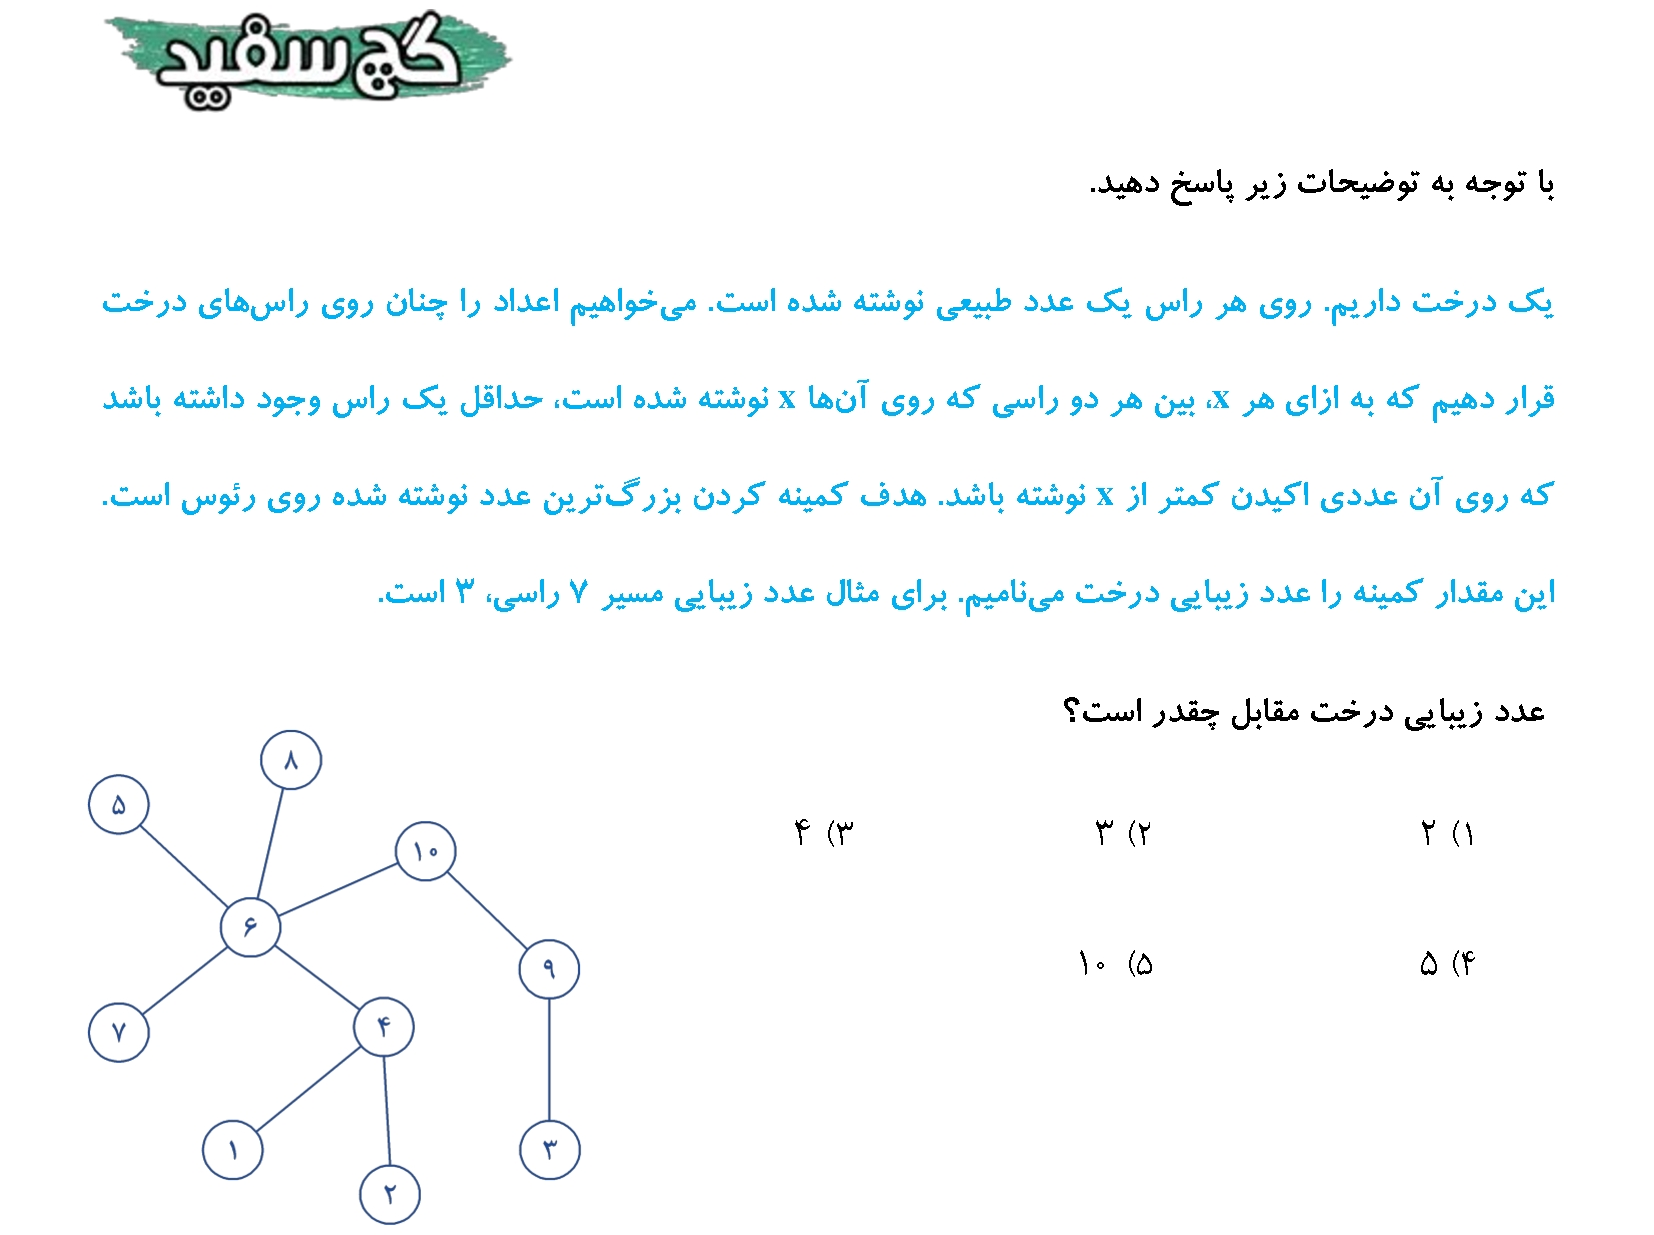 گچ سفید
با توجه به توضیحات زیر پاسخ دهید.
یک درخت داریم. روی هر راس یک عدد طبیعی نوشته شده است. می‌خواهیم اعداد را چنان روی راس‌های درخت
قرار دهیم که به ازای هر x، بین هر دو راسی که روی آن‌ها x نوشته شده است، حداقل یک راس وجود داشته باشد
که روی آن عددی اکیدن کمتر از x نوشته باشد. هدف کمینه کردن بزرگ‌ترین عدد نوشته شده روی رئوس است.
این مقدار کمینه را عدد زیبایی درخت می‌نامیم. برای مثال عدد زیبایی مسیر ۷ راسی، ۳ است.
عدد زیبایی درخت مقابل چقدر است؟
۱) ۲ ۲) ۳ ۳) ۴
۴) ۵ ۵) ۱۰
۸
۵
۱۰
۶
۹
۷
۴
۱
۳
۲